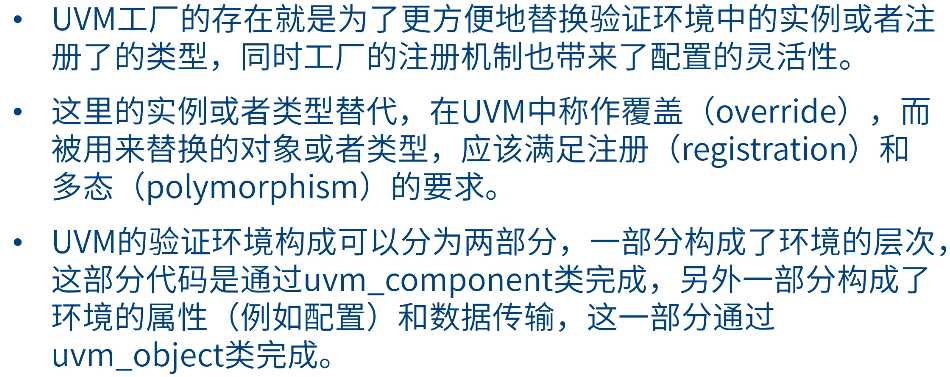 • UVM工厂的存在就是为了更方便地替换验证环境中的实例或者注
册了的类型，同时工厂的注册机制也带来了配置的灵活性。
• 这里的实例或者类型替代，在UVM中称作覆盖（override），而
被用来替换的对象或者类型，应该满足注册（registration）和
多态（polymorphism）的要求。
• UVM的验证环境构成可以分为两部分，一部分构成了环境的层次，
这部分代码是通过uvm_component类完成，另外一部分构成了
环境的属性（例如配置）和数据传输，这一部分通过
uvm_object类完成。